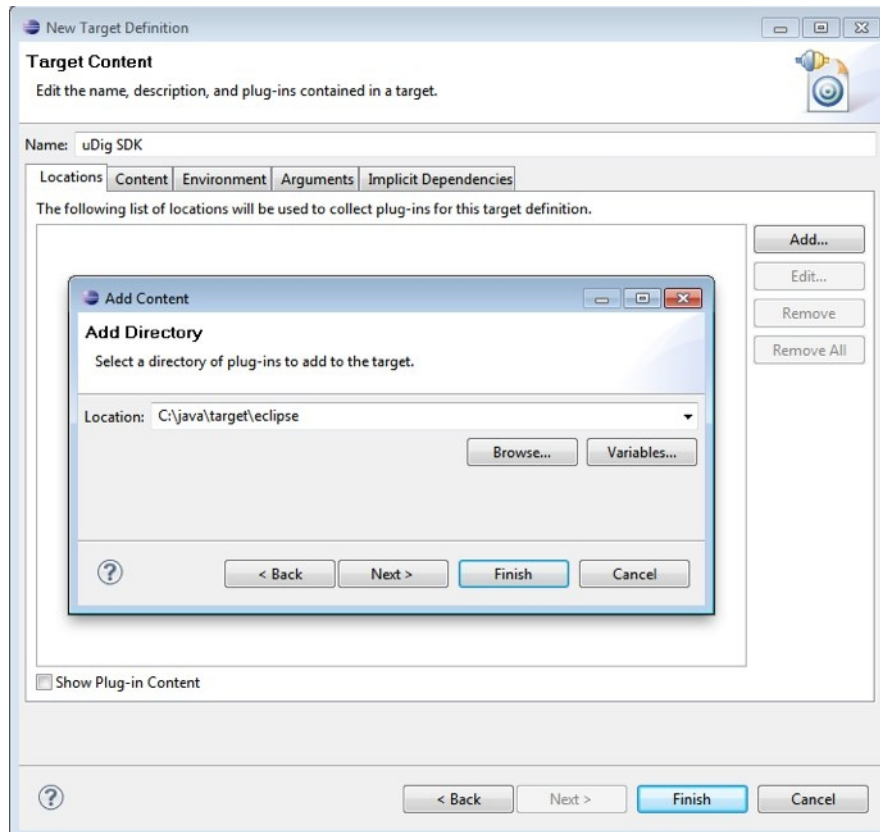 New Target Definition
Target Content
Edit the name, description, and plug-ins contained in a target.
Name: uDig SDK
Locations Content Environment Arguments Implicit Dependencies
The following list of locations will be used to collect plug-ins for this target definition.
Add...
Edit...
Remove
Remove All
Add Content
Add Directory
Select a directory of plug-ins to add to the target.
Location: C:\java\target\eclipse
Browse... Variables...
? < Back Next > Finish Cancel
Show Plug-in Content
? < Back Next > Finish Cancel